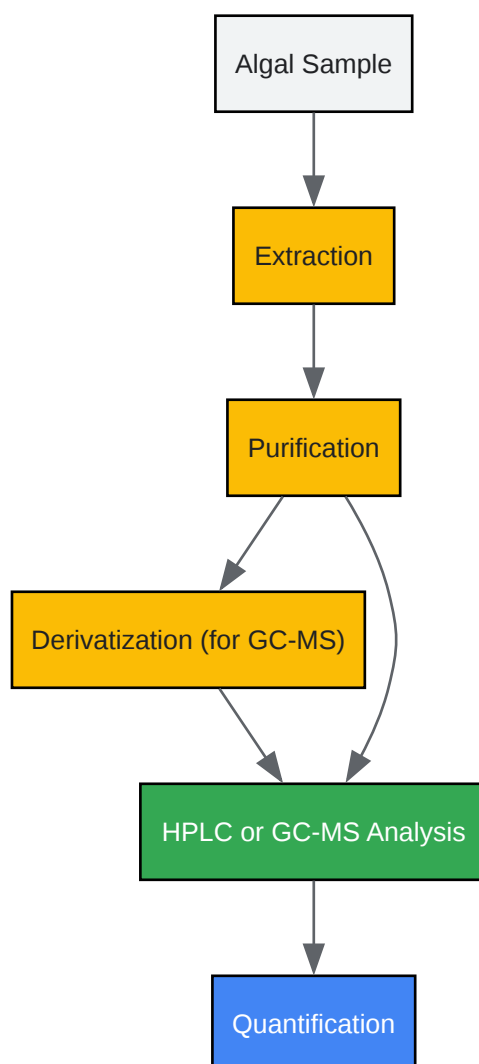 Algal Sample
Extraction
Purification
Derivatization (for GC-MS)
HPLC or GC-MS Analysis
Quantification